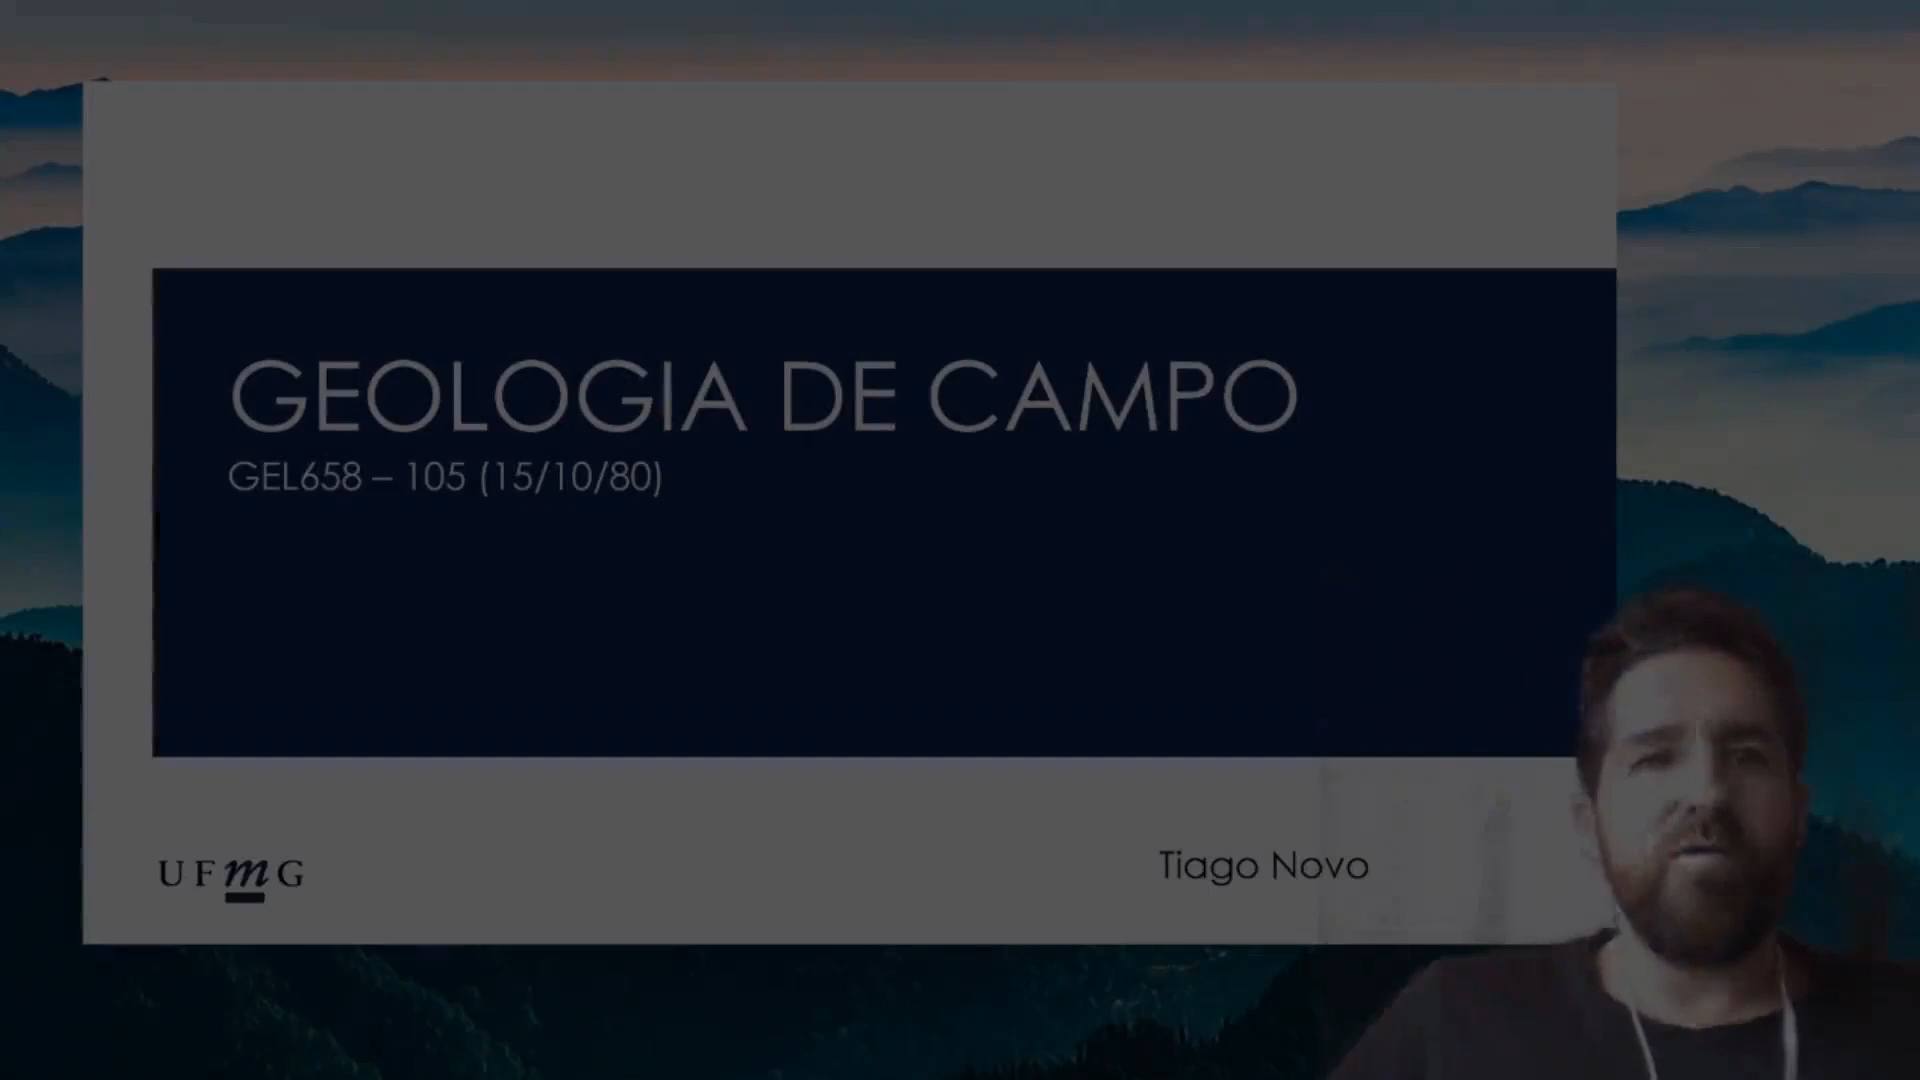 GEOLOGIA DE CAMPO
GEL658 – 105 (15/10/80)
UFmG
Tiago Novo